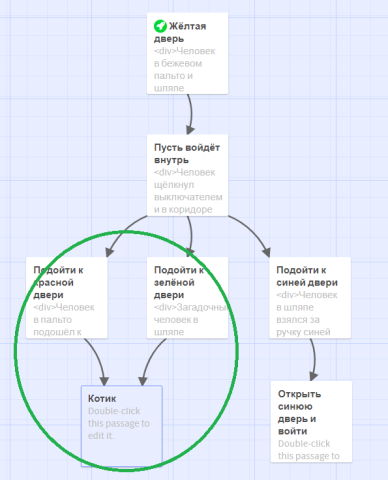 Жёлтая
дверь
<div>Человек
в бежевом
пальто и
шляпе
Пусть войдёт
внутрь
<div>Человек
щёлкнул
выключателем
и в коридоре
Подойти к
красной
двери
<div>Человек
в пальто
подошёл к
Подойти к
зелёной
двери
<div>Загадочный
человек в
шляпе
Подойти к
синей двери
<div>Человек
в шляпе
взялся за
ручку синей
Котик
Double-click
this passage to
edit it.
Открыть
синюю
дверь и
войти
Double-click
this passage to